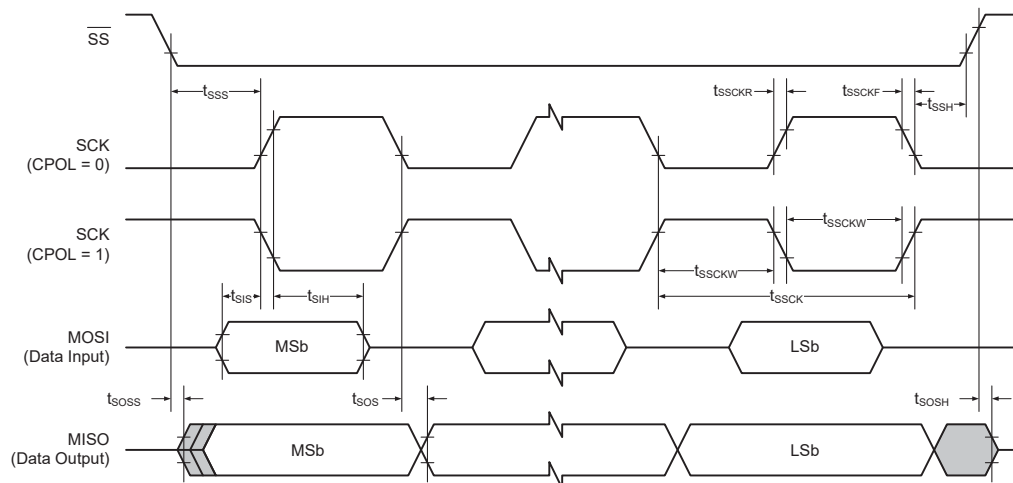 SS
tSSS
tSSCKR
tSSCKF
tSSH
SCK
(CPOL = 0)
SCK
(CPOL = 1)
tSSCKW
tSSCKW
tSSCK
tSIS
tSIH
MOSI
(Data Input)
MSb
LSb
tSOSS
tSOS
tSOSH
MISO
(Data Output)
MSb
LSb